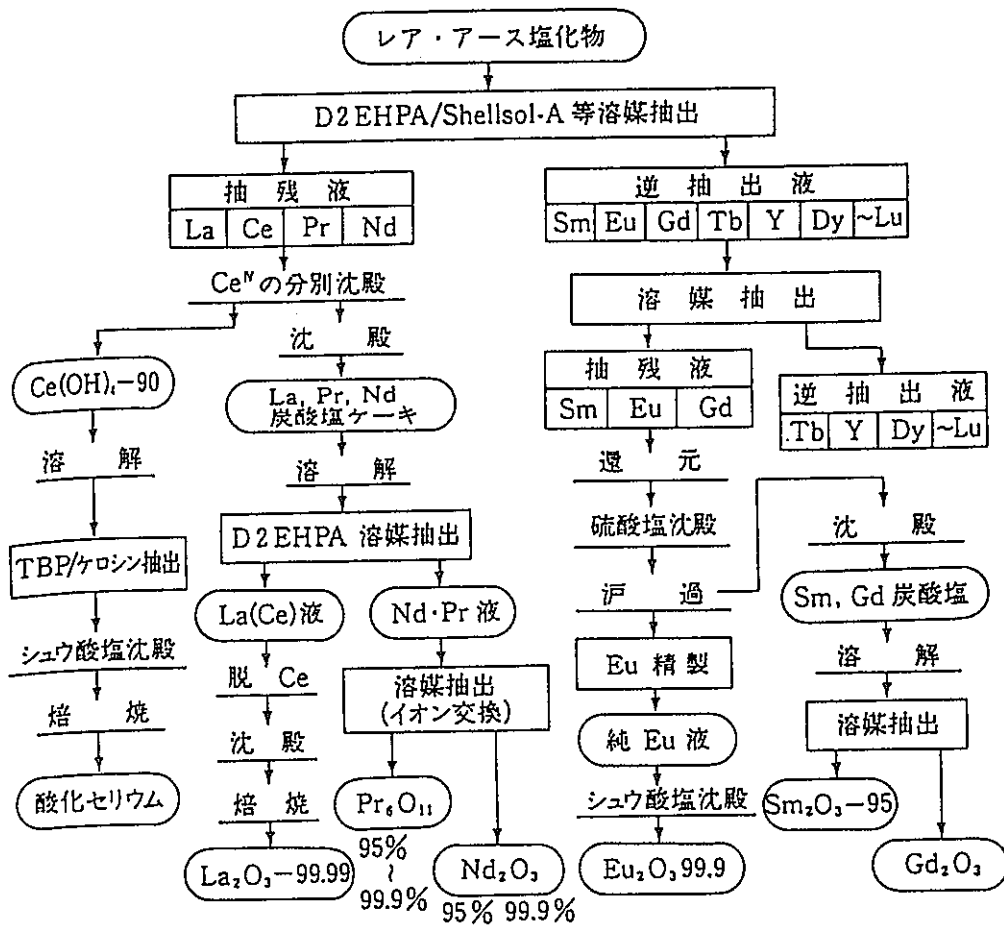 レア・アース塩化物
D2EHPA/Shellsol-A 等溶媒抽出
抽残液
La Ce Pr Nd
逆抽出液
Sm Eu Gd Tb Y Dy ~Lu
Ceᴵⱽの分別沈殿
溶媒抽出
沈殿
Ce(OH)₄-90
La, Pr, Nd
炭酸塩ケーキ
抽残液
Sm Eu Gd
逆抽出液
Tb Y Dy ~Lu
溶解
溶解
還元
TBP/ケロシン抽出
D2EHPA 溶媒抽出
硫酸塩沈殿
沈殿
La(Ce)液
Nd・Pr 液
沪過
Sm, Gd 炭酸塩
シュウ酸塩沈殿
脱Ce
溶媒抽出
(イオン交換)
Eu 精製
溶解
焙焼
沈殿
純 Eu 液
溶媒抽出
酸化セリウム
焙焼
Pr₆O₁₁
95%
~
99.9%
シュウ酸塩沈殿
Sm₂O₃-95
La₂O₃-99.99
Nd₂O₃
95% 99.9%
Eu₂O₃ 99.9
Gd₂O₃